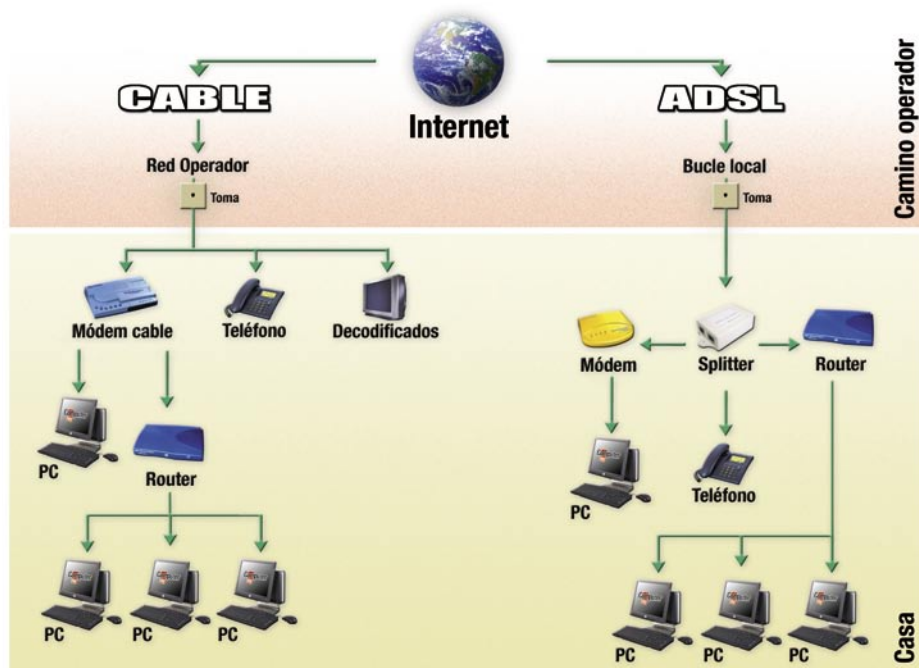 CABLE
Internet
ADSL
Camino operador
Red Operador
Bucle local
Toma
Toma
Módem cable
Teléfono
Decodificados
Módem
Splitter
Router
PC
Router
PC
Teléfono
PC
PC
PC
PC
PC
PC
Casa